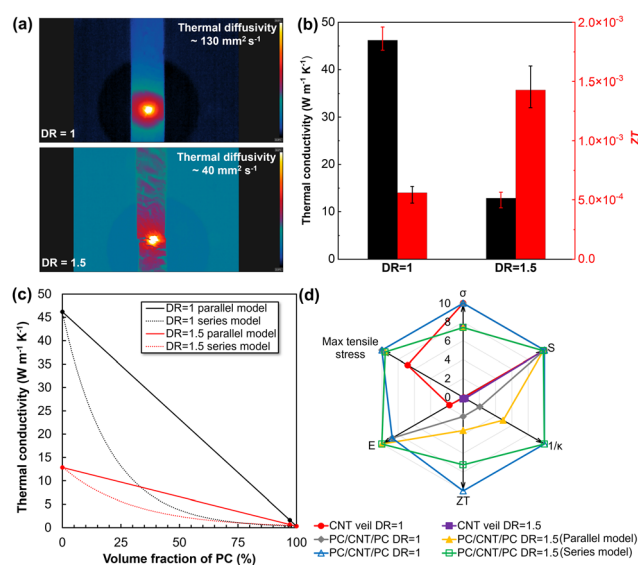 (a)
Thermal diffusivity
~ 130 mm² s⁻¹
DR = 1
Thermal diffusivity
~ 40 mm² s⁻¹
DR = 1.5
(b)
Thermal conductivity (W m⁻¹ K⁻¹)
50
40
30
20
10
0
DR=1
DR=1.5
2.0×10⁻³
1.5×10⁻³
1.0×10⁻³
5.0×10⁻⁴
0.0
ZT
(c)
Thermal Conductivity (W m⁻¹ K⁻¹)
50
45
40
35
30
25
20
15
10
5
0
0
50
100
Volume fraction of PC (%)
DR=1 parallel model
DR=1 series model
DR=1.5 parallel model
DR=1.5 series model
(d)
σ
10
8
6
4
2
0
Max tensile
stress
S
E
1/κ
ZT
CNT veil DR=1
CNT veil DR=1.5
PC/CNT/PC DR=1
PC/CNT/PC DR=1.5(Parallel model)
PC/CNT/PC DR=1
PC/CNT/PC DR=1.5(Series model)